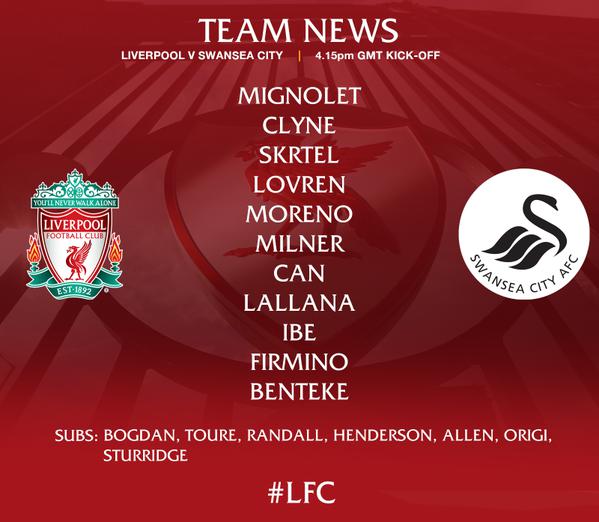 TEAM NEWS
LIVERPOOL V SWANSEA CITY | 4.15pm GMT KICK-OFF
MIGNOLET
CLYNE
SKRTEL
LOVREN
MORENO
MILNER
CAN
LALLANA
IBE
FIRMINO
BENTEKE
YOU'LL NEVER WALK ALONE
LIVERPOOL
FOOTBALL CLUB
EST·1892
SWANSEA CITY AFC
SUBS: BOGDAN, TOURE, RANDALL, HENDERSON, ALLEN, ORIGI,
STURRIDGE
#LFC